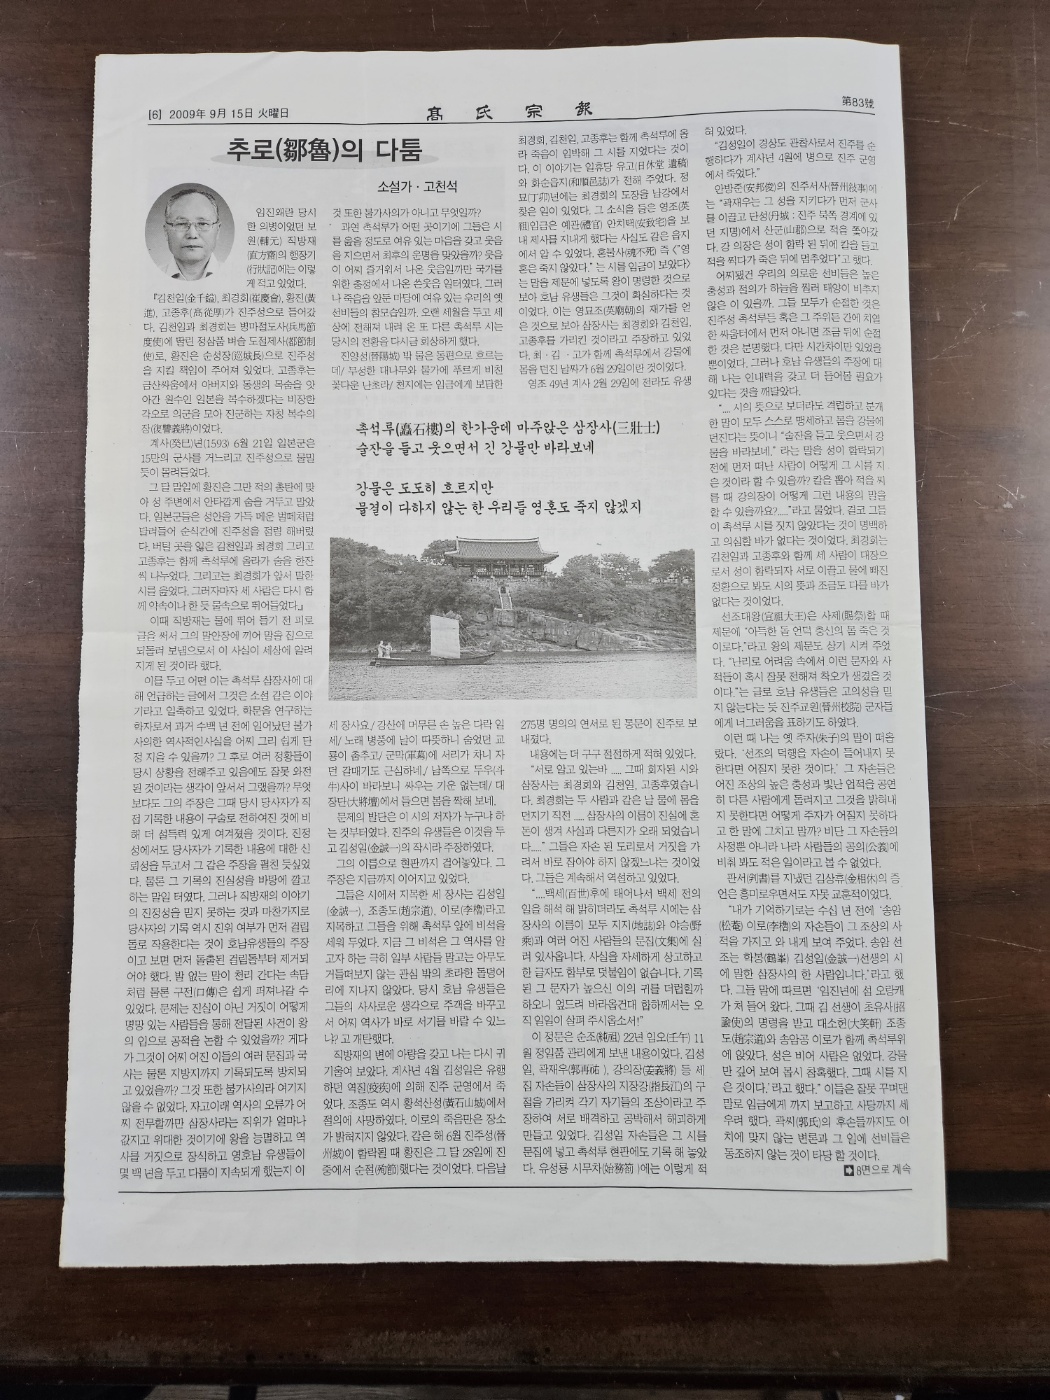 [6] 2009年 9月 15日 火曜日
髙 氏 宗 報
第83號
추로(鄒魯)의 다툼
소설가 · 고천석
임진왜란 당시
한 의병이었던 보
원(輔元) 직방재
(直方齋)의 행장기
(行狀記)에는 이렇
게 적고 있었다.
『김천일(金千鎰), 최경회(崔慶會), 황진(黃
進), 고종후(高從厚)가 진주성으로 들어갔
다. 김천일과 최경회는 병마절도사(兵馬節
度使)에 딸린 정삼품 벼슬 도절제사(都節制
使)로, 황진은 순성장(巡城長)으로 진주성
을 지킬 책임이 주어져 있었다. 고종후는
금산싸움에서 아버지와 동생의 목숨을 앗
아간 원수인 일본을 복수하겠다는 비장한
각오로 의군을 모아 진군하는 자칭 복수의
장(復讐義將)이었다.
계사(癸巳)년(1593) 6월 21일 일본군은
15만의 군사를 거느리고 진주성으로 물밀
듯이 몰려들었다.
그 달 말일에 황진은 그만 적의 총탄에 맞
아 성 주변에서 안타깝게 숨을 거두고 말았
다. 일본군들은 성안을 가득 메운 벌떼처럼
달려들어 순식간에 진주성을 점령 해버렸
다. 버틸 곳을 잃은 김천일과 최경회 그리고
고종후는 함께 촉석루에 올라가 술을 한잔
씩 나누었다. 그리고는 최경회가 앞서 말한
시를 읊었다. 그러자마자 세 사람은 다시 함
께 약속이나 한 듯 물속으로 뛰어들었다.』
이때 직방재는 물에 뛰어 들기 전 피로
글을 써서 그의 말안장에 끼어 말을 집으로
되돌려 보냄으로서 이 사실이 세상에 알려
지게 된 것이라 했다.
이를 두고 어떤 이는 촉석루 삼장사에 대
해 언급하는 글에서 그것은 소설 같은 이야
기라고 일축하고 있었다. 학문을 연구하는
학자로서 과거 수백 년 전에 일어났던 불가
사의한 역사적인사실을 어찌 그리 쉽게 단
정 지을 수 있을까? 그 후로 여러 정황들이
당시 상황을 전해주고 있음에도 잘못 와전
된 것이라는 생각이 앞서서 그랬을까? 무엇
보다도 그의 주장은 그때 당시 당사자가 직
접 기록한 내용이 구술로 전하여진 것에 비
해 더 설득력 있게 여겨졌을 것이다. 진정
성에서도 당사자가 기록한 내용에 대한 신
뢰성을 두고서 그 같은 주장을 펼친 듯싶었
다. 물론 그 기록의 진실성을 바탕에 깔고
하는 말일 터였다. 그러나 직방재의 이야기
의 진정성을 믿지 못하는 것과 마찬가지로
당사자의 기록 역시 진위 여부가 먼저 걸림
돌로 작용한다는 것이 호남유생들의 주장
이고 보면 먼저 돌출된 걸림돌부터 제거되
어야 했다. 발 없는 말이 천리 간다는 속담
처럼 물론 구전(口傳)은 쉽게 퍼져나갈 수
있었다. 문제는 진실이 아닌 거짓이 어떻게
명망 있는 사람들을 통해 전달된 사건이 왕
의 입으로 공적을 논할 수 있었을까? 게다
가 그것이 어찌 어진 이들의 여러 문집과 국
사는 물론 지방지까지 기록되도록 방치되
고 있었을까? 그것 또한 불가사의라 여기지
않을 수 없었다. 자고이래 역사의 오류가 어
찌 전무할까만 삼장사라는 직위가 얼마나
값지고 위대한 것이기에 왕을 능멸하고 역
사를 거짓으로 장식하고 영호남 유생들이
몇 백 년을 두고 다툼이 지속되게 했는지 이
것 또한 불가사의가 아니고 무엇일까?
과연 촉석루가 어떤 곳이기에 그들은 시
를 읊을 정도로 여유 있는 마음을 갖고 웃음
을 지으면서 최후의 운명을 맞았을까? 웃음
이 어찌 즐거워서 나온 웃음일까만 국가를
위한 충절에서 나온 쓴웃음 일터였다. 그러
나 죽음을 앞둔 마당에 여유 있는 우리의 옛
선비들의 참모습일까. 오랜 세월을 두고 세
상에 전해져 내려 온 또 다른 촉석루 시는
당시의 전환을 다시금 회상하게 했다.
진양성(晉陽城) 밖 물은 동편으로 흐르는
데/ 무성한 대나무와 물가에 푸르게 비친
꽃다운 난초라/ 천지에는 임금에게 보답한
촉석루(矗石樓)의 한가운데 마주앉은 삼장사(三壯士)
술잔을 들고 웃으면서 긴 강물만 바라보네
강물은 도도히 흐르지만
물결이 다하지 않는 한 우리들 영혼도 죽지 않겠지
세 장사요./ 강산에 머무른 손 높은 다락 일
세/ 노래 병풍에 날이 따뜻하니 숨었던 교
룡이 춤추고/ 군막(軍幕)에 서리가 치니 자
던 갈매기도 근심하네./ 남쪽으로 두우(斗
牛)사이 바라보니 싸우는 기운 없는데/ 대
장단(大將壇)에서 들으면 봄을 짝해 보네.
문제의 발단은 이 시의 저자가 누구냐 하
는 것부터였다. 진주의 유생들은 이것을 두
고 김성일(金誠一)의 작시라 주장하였다.
그의 이름으로 현판까지 걸어놓았다. 그
주장은 지금까지 이어지고 있었다.
그들은 시에서 지목한 세 장사는 김성일
(金誠一), 조종도(趙宗道), 이로(李魯)라고
지목하고 그들을 위해 촉석루 앞에 비석을
세워 두었다. 지금 그 비석은 그 역사를 알
고자 하는 극히 일부 사람들 말고는 아무도
거들떠보지 않는 관심 밖의 초라한 돌덩어
리에 지나지 않았다. 당시 호남 유생들은
그들의 사사로운 생각으로 주객을 바꾸고
서 어찌 역사가 바로 서기를 바랄 수 있느
냐? 고 개탄했다.
직방재의 변에 아량을 갖고 나는 다시 귀
기울여 보았다. 계사년 4월 김성일은 유행
하던 역질(疫疾)에 의해 진주 군영에서 죽
었다. 조종도 역시 황석산성(黃石山城)에서
절의에 사망하였다. 이로의 죽음만은 장소
가 밝혀지지 않았다. 같은 해 6월 진주성(晉
州城)이 함락될 때 황진은 그 달 28일에 진
중에서 순절(殉節)했다는 것이었다. 다음날
최경회, 김천일, 고종후는 함께 촉석루에 올
라 죽음이 임박해 그 시를 지었다는 것이
다. 이 이야기는 일휴당 유고(日休堂 遺稿)
와 화순읍지(和順邑誌)가 전해 주었다. 정
묘(丁卯)년에는 최경회의 도장을 남강에서
찾은 일이 있었다. 그 소식을 들은 영조(英
祖)임금은 예관(禮官) 안치택(安致宅)을 보
내 제사를 지내게 했다는 사실도 같은 읍지
에서 알 수 있었다. 혼불사(魂不死) 즉 《"영
혼은 죽지 않았다."는 시를 임금이 보았다》
는 말을 제문에 넣도록 왕이 명령한 것으로
보아 호남 유생들은 그것이 확실하다는 것
이었다. 이는 영묘조(英廟朝)의 재가를 얻
은 것으로 보아 삼장사는 최경회와 김천일,
고종후를 가리킨 것이라고 주장하고 있었
다. 최 · 김 · 고가 함께 촉석루에서 강물에
몸을 던진 날짜가 6월 29일이란 것이었다.
영조 49년 계사 2월 29일에 전라도 유생
275명 명의의 연서로 된 통문이 진주로 보
내졌다.
내용에는 더 구구 절절하게 적혀 있었다.
"서로 알고 있는바 ..... 그때 회자된 시와
삼장사는 최경회와 김천일, 고종후였습니
다. 최경회는 두 사람과 같은 날 물에 몸을
던지기 직전 ..... 삼장사의 이름이 진실에 혼
돈이 생겨 사실과 다른지가 오래 되었습니
다....." 그들은 자손 된 도리로서 거짓을 가
려서 바로 잡아야 하지 않겠느냐는 것이었
다. 그들은 계속해서 역설하고 있었다.
"....백세(百世)후에 태어나서 백세 전의
일을 해석 해 밝히더라도 촉석루 시에는 삼
장사의 이름이 모두 지지(地誌)와 야승(野
乘)과 여러 어진 사람들의 문집(文集)에 실
려 있사옵니다. 사실을 자세하게 상고하고
한 글자도 함부로 덧붙임이 없습니다. 기록
된 그 문자가 높으신 이의 귀를 더럽힐까
하오니 엎드려 바라옵건대 합하께서는 오
직 일일이 살펴 주시옵소서!"
이 정문은 순조(純祖) 22년 임오(壬午) 11
월 정일품 관리에게 보낸 내용이었다. 김성
일, 곽재우(郭再祐), 강의장(姜義將) 등 세
집 자손들이 삼장사의 지장강(指長江)의 구
절을 가리켜 각기 자기들의 조상이라고 주
장하여 서로 배격하고 공박해서 해괴하게
만들고 있었다. 김성일 자손들은 그 시를
문집에 넣고 촉석루 현판에도 기록 해 놓았
다. 유성룡 시무차(始務箚)에는 이렇게 적
혀 있었다.
"김성일이 경상도 관찰사로서 진주를 순
행하다가 계사년 4월에 병으로 진주 군영
에서 죽었다."
안방준(安邦俊)의 진주서사(晉州敍事)에
는 "곽재우는 그 성을 지키다가 먼저 군사
를 이끌고 단성(丹城 : 진주 북쪽 경계에 있
던 지명)에서 산군(山郡)으로 적을 쫓아갔
다. 강 의장은 성이 함락 된 뒤에 칼을 들고
적을 찌다가 죽은 뒤에 멈추었다"고 했다.
어찌됐건 우리의 의로운 선비들은 높은
충성과 절의가 하늘을 찔러 태양이 비추지
않은 이 있을까. 그들 모두가 순절한 것은
진주성 촉석루든 혹은 그 주위든 간에 치열
한 싸움터에서 먼저 아니면 조금 뒤에 순절
한 것은 분명했다. 다만 시간차이만 있었을
뿐이었다. 그러나 호남 유생들의 주장에 대
해 나는 인내력을 갖고 더 들어볼 필요가
있다는 것을 깨달았다.
".... 시의 뜻으로 보더라도 격렬하고 분개
한 말이 모두 스스로 맹세하고 몸을 강물에
던진다는 뜻이니 "술잔을 들고 웃으면서 강
물을 바라보네." 라는 말을 성이 함락되기
전에 먼저 떠난 사람이 어떻게 그 시를 지
은 것이라 할 수 있을까? 칼을 뽑아 적을 찌
를 때 강의장이 어떻게 그런 내용의 말을
할 수 있을까요?...."라고 물었다. 결코 그들
이 촉석루 시를 짓지 않았다는 것이 명백하
고 의심할 바가 없다는 것이었다. 최경회는
김천일과 고종후와 함께 세 사람이 대장으
로서 성이 함락되자 서로 이끌고 물에 빠진
정황으로 봐도 시의 뜻과 조금도 다를 바가
없다는 것이었다.
선조대왕(宣祖大王)은 사제(賜祭)할 때
제문에 "아득한 돌 언덕 충신의 몸 죽은 것
이로다."라고 왕의 제문도 상기 시켜 주었
다. "난리로 어려울 속에서 이런 문자와 사
적들이 혹시 잘못 전해져 착오가 생겼을 것
이다."는 글로 호남 유생들은 고의성을 믿
지 않는다는 듯 진주교원(晉州校院) 군자들
에게 너그러움을 표하기도 하였다.
이런 때 나는 옛 주자(朱子)의 말이 떠올
랐다. '선조의 덕행을 자손이 들어내지 못
한다면 어질지 못한 것이다.' 그 자손들은
어진 조상의 높은 충성과 빛난 업적을 공연
히 다른 사람에게 돌려지고 그것을 밝혀내
지 못한다면 어떻게 주자가 어질지 못하다
고 한 말에 그치고 말까? 비단 그 자손들의
사정뿐 아니라 나라 사람들의 공의(公義)에
비춰 봐도 적은 일이라고 볼 수 없었다.
판서(判書)를 지냈던 김상휴(金相休)의 증
언은 흥미로우면서도 자못 교훈적이었다.
"내가 기억하기로는 수십 년 전에 '송암
(松菴) 이로(李魯)의 자손들이 그 조상의 사
적을 가지고 와 내게 보여 주었다. 송암 선
조는 학봉(鶴峯) 김성일(金誠一)선생의 시
에 말한 삼장사의 한 사람입니다.'라고 했
다. 그들 말에 따르면 '임진년에 섬 오랑캐
가 쳐 들어 왔다. 그때 김 선생이 초유사(招
諭使)의 명령을 받고 대소헌(大笑軒) 조종
도(趙宗道)와 송암공 이로가 함께 촉석루위
에 앉았다. 성은 비어 사람은 없었다. 강물
만 깊어 보여 몹시 참혹했다. 그때 시를 지
은 것이다.'라고 했다." 이들은 잘못 꾸며댄
말로 임금에게 까지 보고하고 사당까지 세
우려 했다. 곽씨(郭氏)의 후손들까지도 이
치에 맞지 않는 변문과 그 일에 선비들은
동조하지 않는 것이 타당 할 것이다.
8면으로 계속